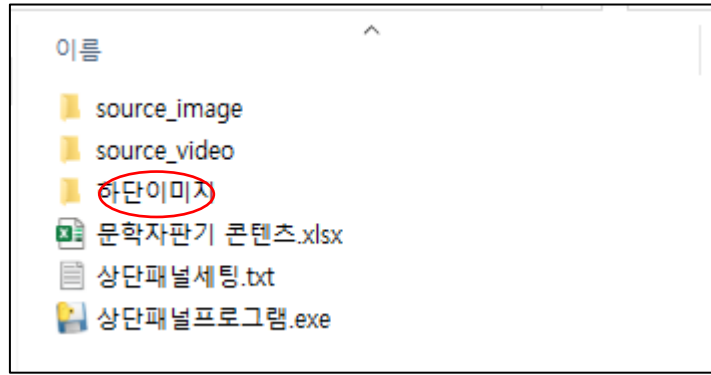 이름
source_image
source_video
하단이미지
문학자판기 콘텐츠.xlsx
상단패널세팅.txt
상단패널프로그램.exe